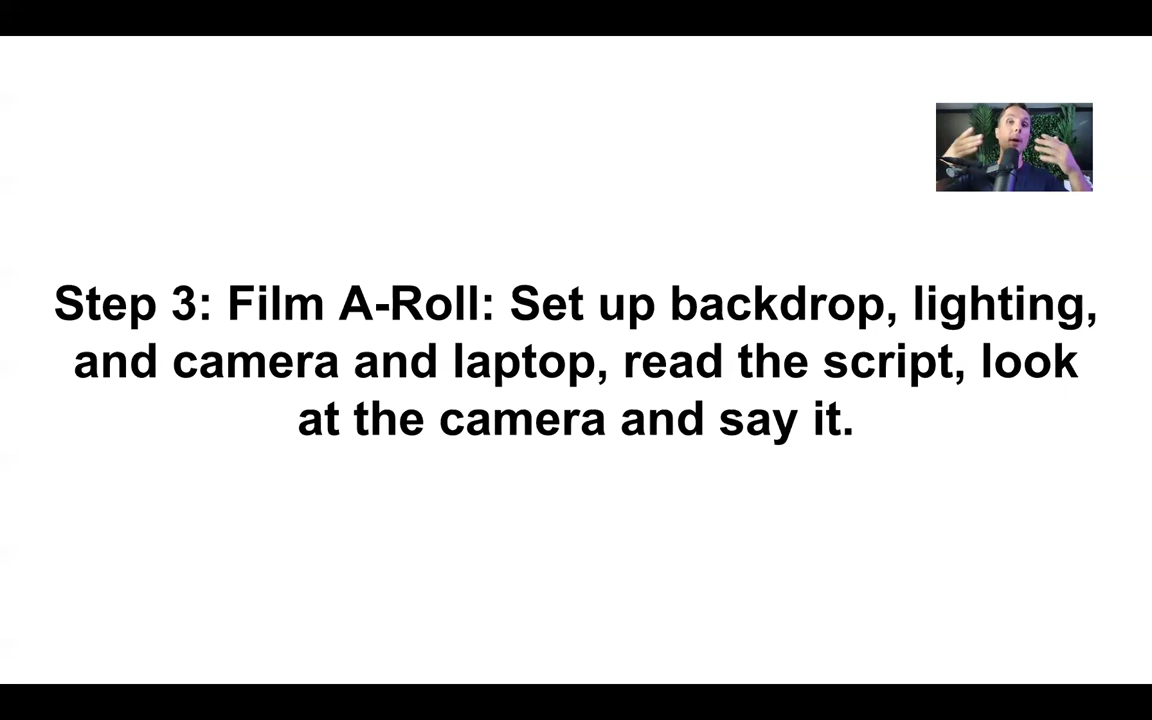 Step 3: Film A-Roll: Set up backdrop, lighting,
and camera and laptop, read the script, look
at the camera and say it.